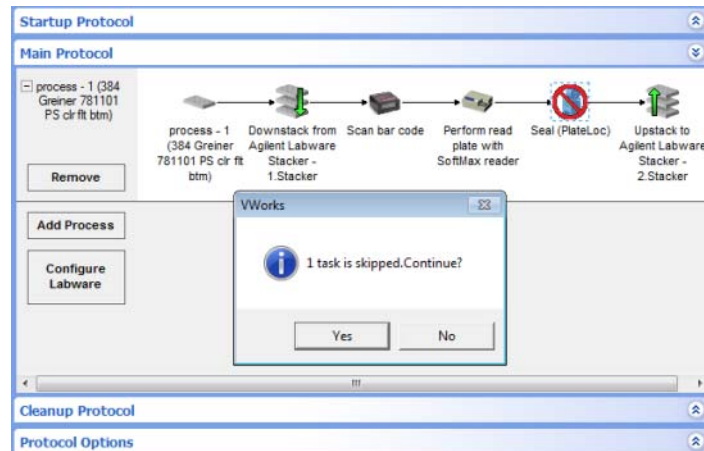 Startup Protocol
Main Protocol
process - 1 (384
Greiner 781101
PS clr flt btm)
Remove
process - 1
(384 Greiner
781101 PS clr flt
btm)
Downstack from
Agilent Labware
Stacker -
1.Stacker
Scan bar code
Perform read
plate with
SoftMax reader
Seal (PlateLoc)
Upstack to
Agilent Labware
Stacker -
2.Stacker
Add Process
Configure
Labware
VWorks
1 task is skipped.Continue?
Yes
No
Cleanup Protocol
Protocol Options